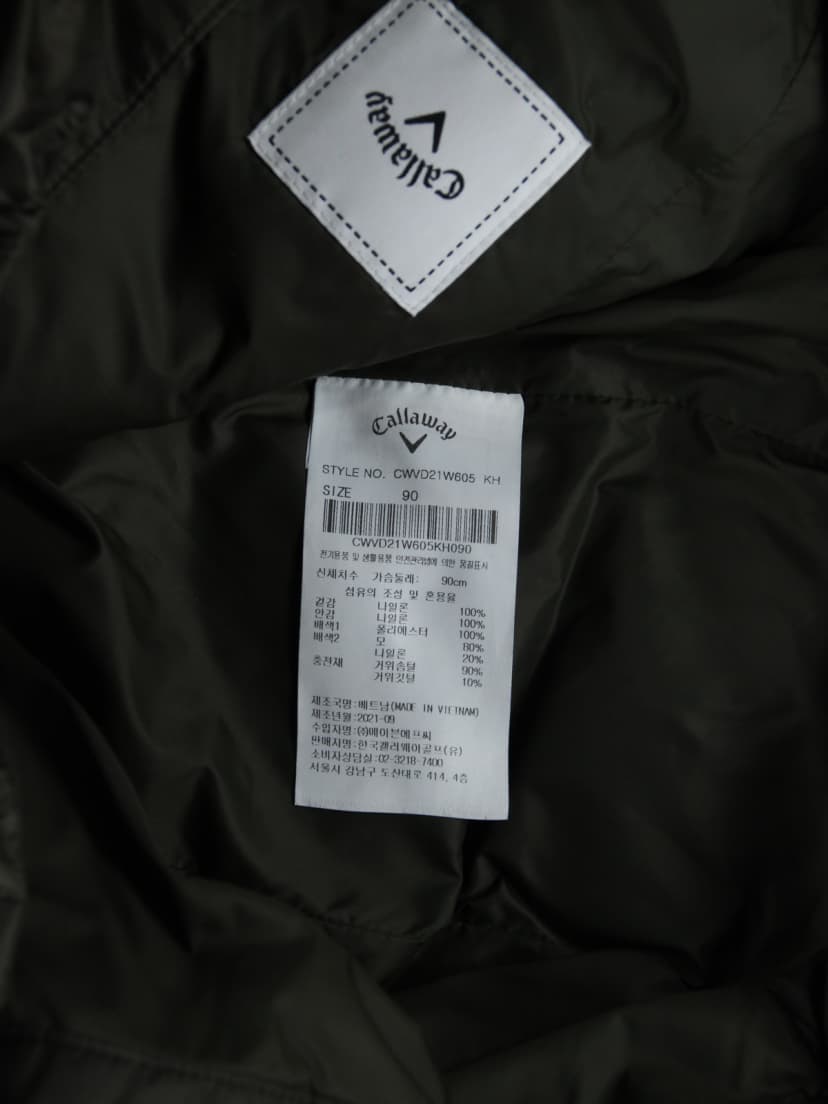 Callaway
Callaway
STYLE NO. CWVD21W605 KH
SIZE 90
CWVD21W605KH090
전기용품 및 생활용품 안전관리법에 의한 품질표시
신체치수 가슴둘레: 90cm
섬유의 조성 및 혼용율
겉감 나일론 100%
안감 나일론 100%
배색1 폴리에스터 100%
배색2 모 80%
나일론 20%
충전재 거위솜털 90%
거위깃털 10%
제조국명:베트남(MADE IN VIETNAM)
제조년월:2021-09
수입자명:(주)메이븐에프씨
판매자명:한국캘러웨이골프(유)
소비자상담실:02-3218-7400
서울시 강남구 도산대로 414, 4층